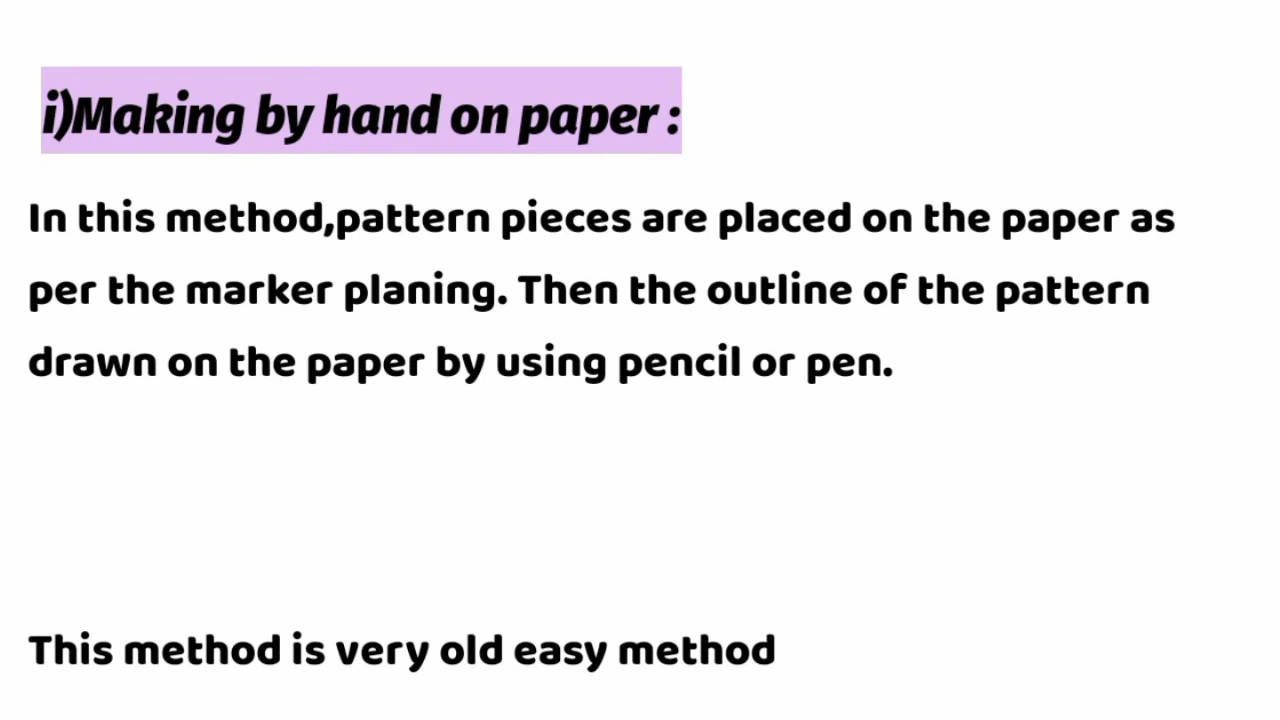 i)Making by hand on paper :
In this method,pattern pieces are placed on the paper as
per the marker planing. Then the outline of the pattern
drawn on the paper by using pencil or pen.
This method is very old easy method